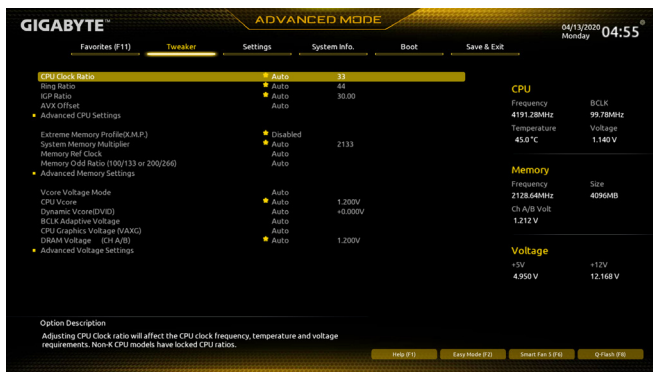 GIGABYTE™
ADVANCED MODE
04/13/2020
Monday
04:55
Favorites (F11) Tweaker Settings System Info. Boot Save & Exit
CPU Clock Ratio Auto 33
Ring Ratio Auto 44
IGP Ratio Auto 30.00
AVX Offset Auto
Advanced CPU Settings
Extreme Memory Profile(X.M.P.) Disabled
System Memory Multiplier Auto 2133
Memory Ref Clock Auto
Memory Odd Ratio (100/133 or Auto
200/266)
Advanced Memory Settings
Vcore Voltage Mode Auto
CPU Vcore Auto 1.200V
Dynamic Vcore(DVID) Auto +0.000V
BCLK Adaptive Voltage Auto
CPU Graphics Voltage (VAXG) Auto
DRAM Voltage (CH A/B) Auto 1.200V
Advanced Voltage Settings
CPU
Frequency BCLK
4191.28MHz 99.78MHz
Temperature Voltage
45.0 °C 1.140 V
Memory
Frequency Size
2128.64MHz 4096MB
Ch A/B Volt
1.212 V
Voltage
+5V +12V
4.950 V 12.168 V
Option Description
Adjusting CPU Clock ratio will affect the CPU clock frequency, temperature and voltage
requirements. Non-K CPU models have locked CPU ratios.
Help (F1) Easy Mode (F2) Smart Fan 5 (F6) Q-Flash (F8)